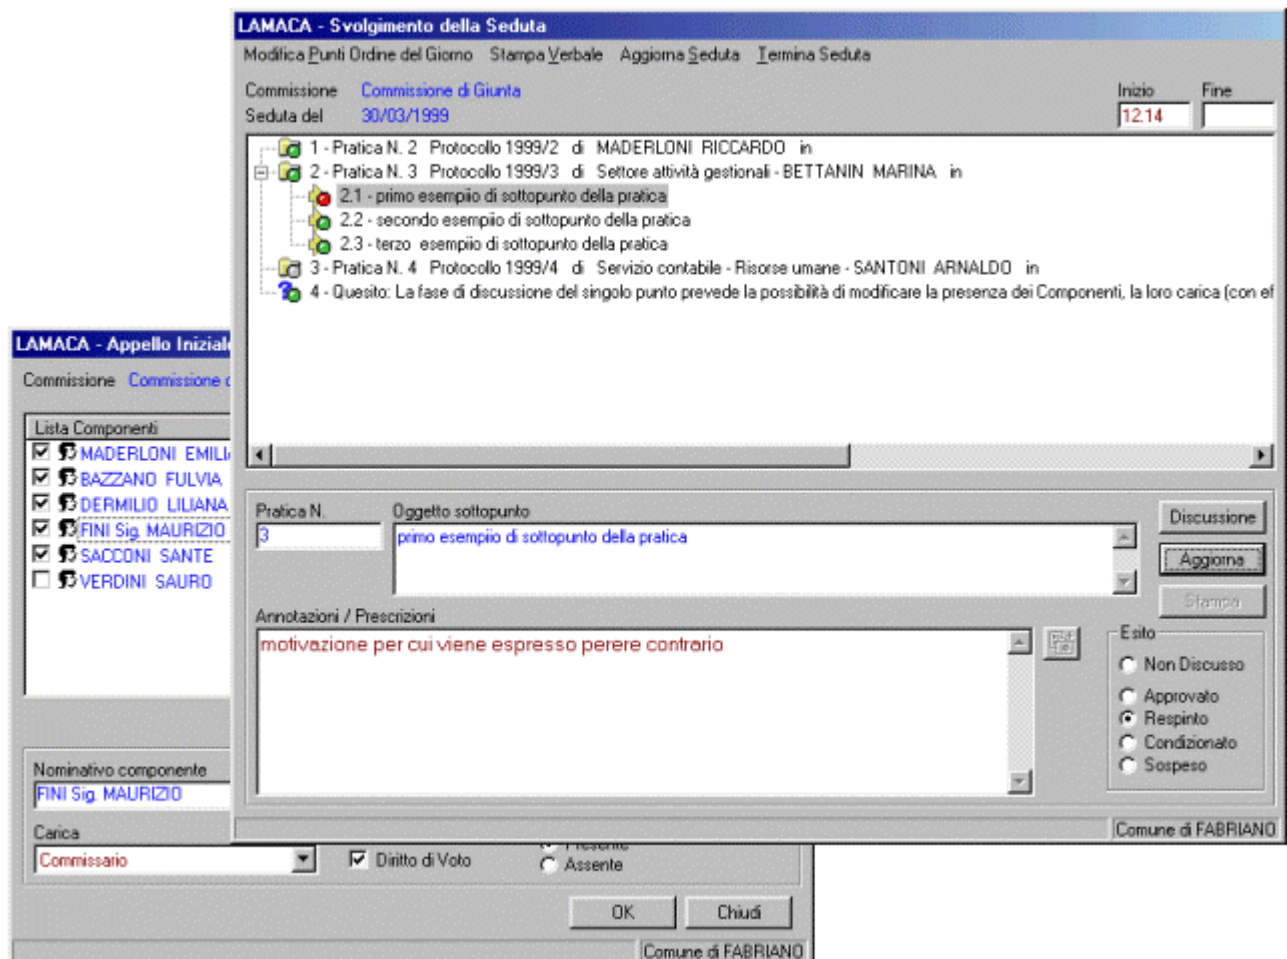 LAMACA - Svolgimento della Seduta
Modifica Punti Ordine del Giorno Stampa Verbale Aggiorna Seduta Termina Seduta
Commissione Commissione di Giunta Inizio Fine
Seduta del 30/03/1999 12.14
1 - Pratica N. 2 Protocollo 1999/2 di MADERLONI RICCARDO in
2 - Pratica N. 3 Protocollo 1999/3 di Settore attività gestionali - BETTANIN MARINA in
2.1 - primo esempiio di sottopunto della pratica
2.2 - secondo esempiio di sottopunto della pratica
2.3 - terzo esempiio di sottopunto della pratica
3 - Pratica N. 4 Protocollo 1999/4 di Servizio contabile - Risorse umane - SANTONI ARNALDO in
4 - Quesito: La fase di discussione del singolo punto prevede la possibilità di modificare la presenza dei Componenti, la loro carica (con ef
Pratica N. Oggetto sottopunto
3 primo esempiio di sottopunto della pratica
Discussione
Aggiorna
Stampa
Annotazioni / Prescrizioni
motivazione per cui viene espresso perere contrario
Esito
Non Discusso
Approvato
Respinto
Condizionato
Sospeso
Comune di FABRIANO
LAMACA - Appello Iniziale
Commissione Commissione d
Lista Componenti
MADERLONI EMILI
BAZZANO FULVIA
DERMILIO LILIANA
FINI Sig. MAURIZIO
SACCONI SANTE
VERDINI SAURO
Nominativo componente
FINI Sig. MAURIZIO
Carica
Commissario Diritto di Voto Presente
Assente
OK Chiudi
Comune di FABRIANO